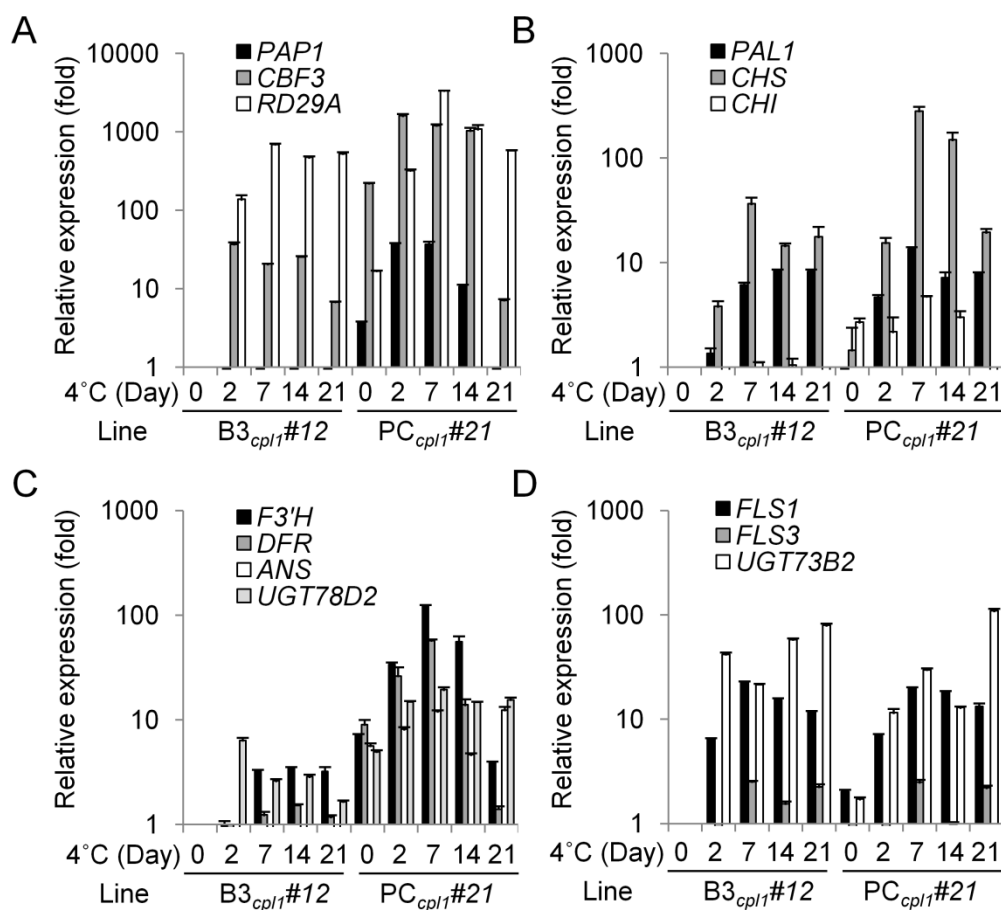 A
Relative expression (fold)
10000
1000
100
10
1
PAP1
CBF3
RD29A
4°C (Day) 0 2 7 14 21 0 2 7 14 21
Line B3cpl1#12 PCcpl1#21
B
Relative expression (fold)
1000
100
10
1
PAL1
CHS
CHI
4°C (Day) 0 2 7 14 21 0 2 7 14 21
Line B3cpl1#12 PCcpl1#21
C
Relative expression (fold)
1000
100
10
1
F3'H
DFR
ANS
UGT78D2
4°C (Day) 0 2 7 14 21 0 2 7 14 21
Line B3cpl1#12 PCcpl1#21
D
Relative expression (fold)
1000
100
10
1
FLS1
FLS3
UGT73B2
4°C (Day) 0 2 7 14 21 0 2 7 14 21
Line B3cpl1#12 PCcpl1#21